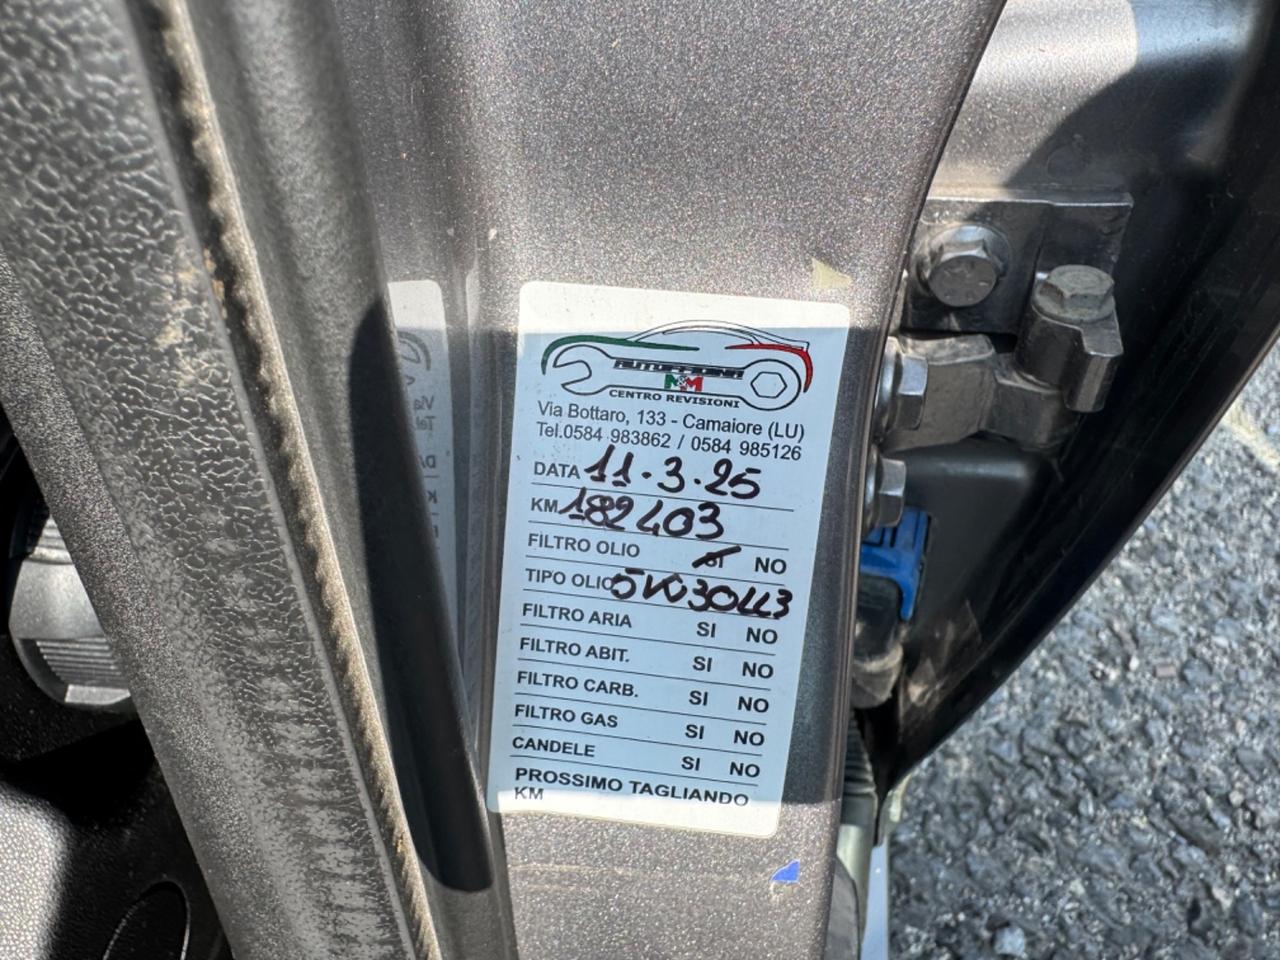 AUTOFFICINA
M&M
CENTRO REVISIONI
Via Bottaro, 133 - Camaiore (LU)
Tel.0584 983862 / 0584 985126
DATA 11.3.25
KM 182403
FILTRO OLIO SI NO
TIPO OLIO 5W30LL3
FILTRO ARIA SI NO
FILTRO ABIT. SI NO
FILTRO CARB. SI NO
FILTRO GAS SI NO
CANDELE SI NO
PROSSIMO TAGLIANDO
KM